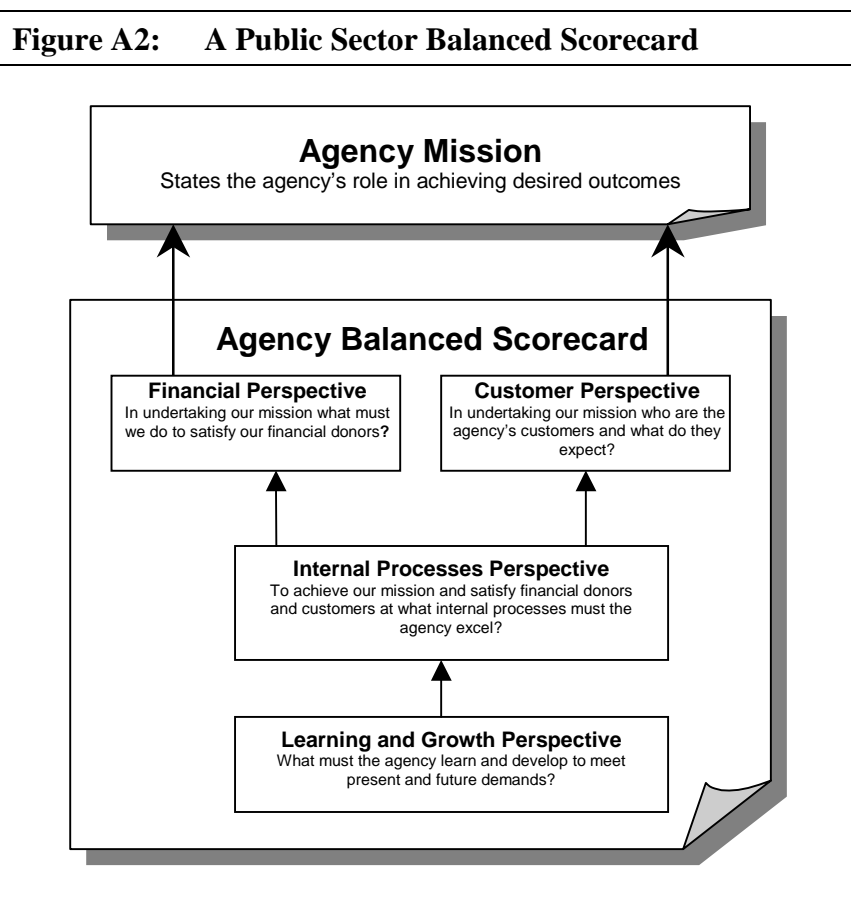 Figure A2: A Public Sector Balanced Scorecard
Agency Mission
States the agency's role in achieving desired outcomes
Agency Balanced Scorecard
Financial Perspective
In undertaking our mission what must
we do to satisfy our financial donors?
Customer Perspective
In undertaking our mission who are the
agency's customers and what do they
expect?
Internal Processes Perspective
To achieve our mission and satisfy financial donors
and customers at what internal processes must the
agency excel?
Learning and Growth Perspective
What must the agency learn and develop to meet
present and future demands?